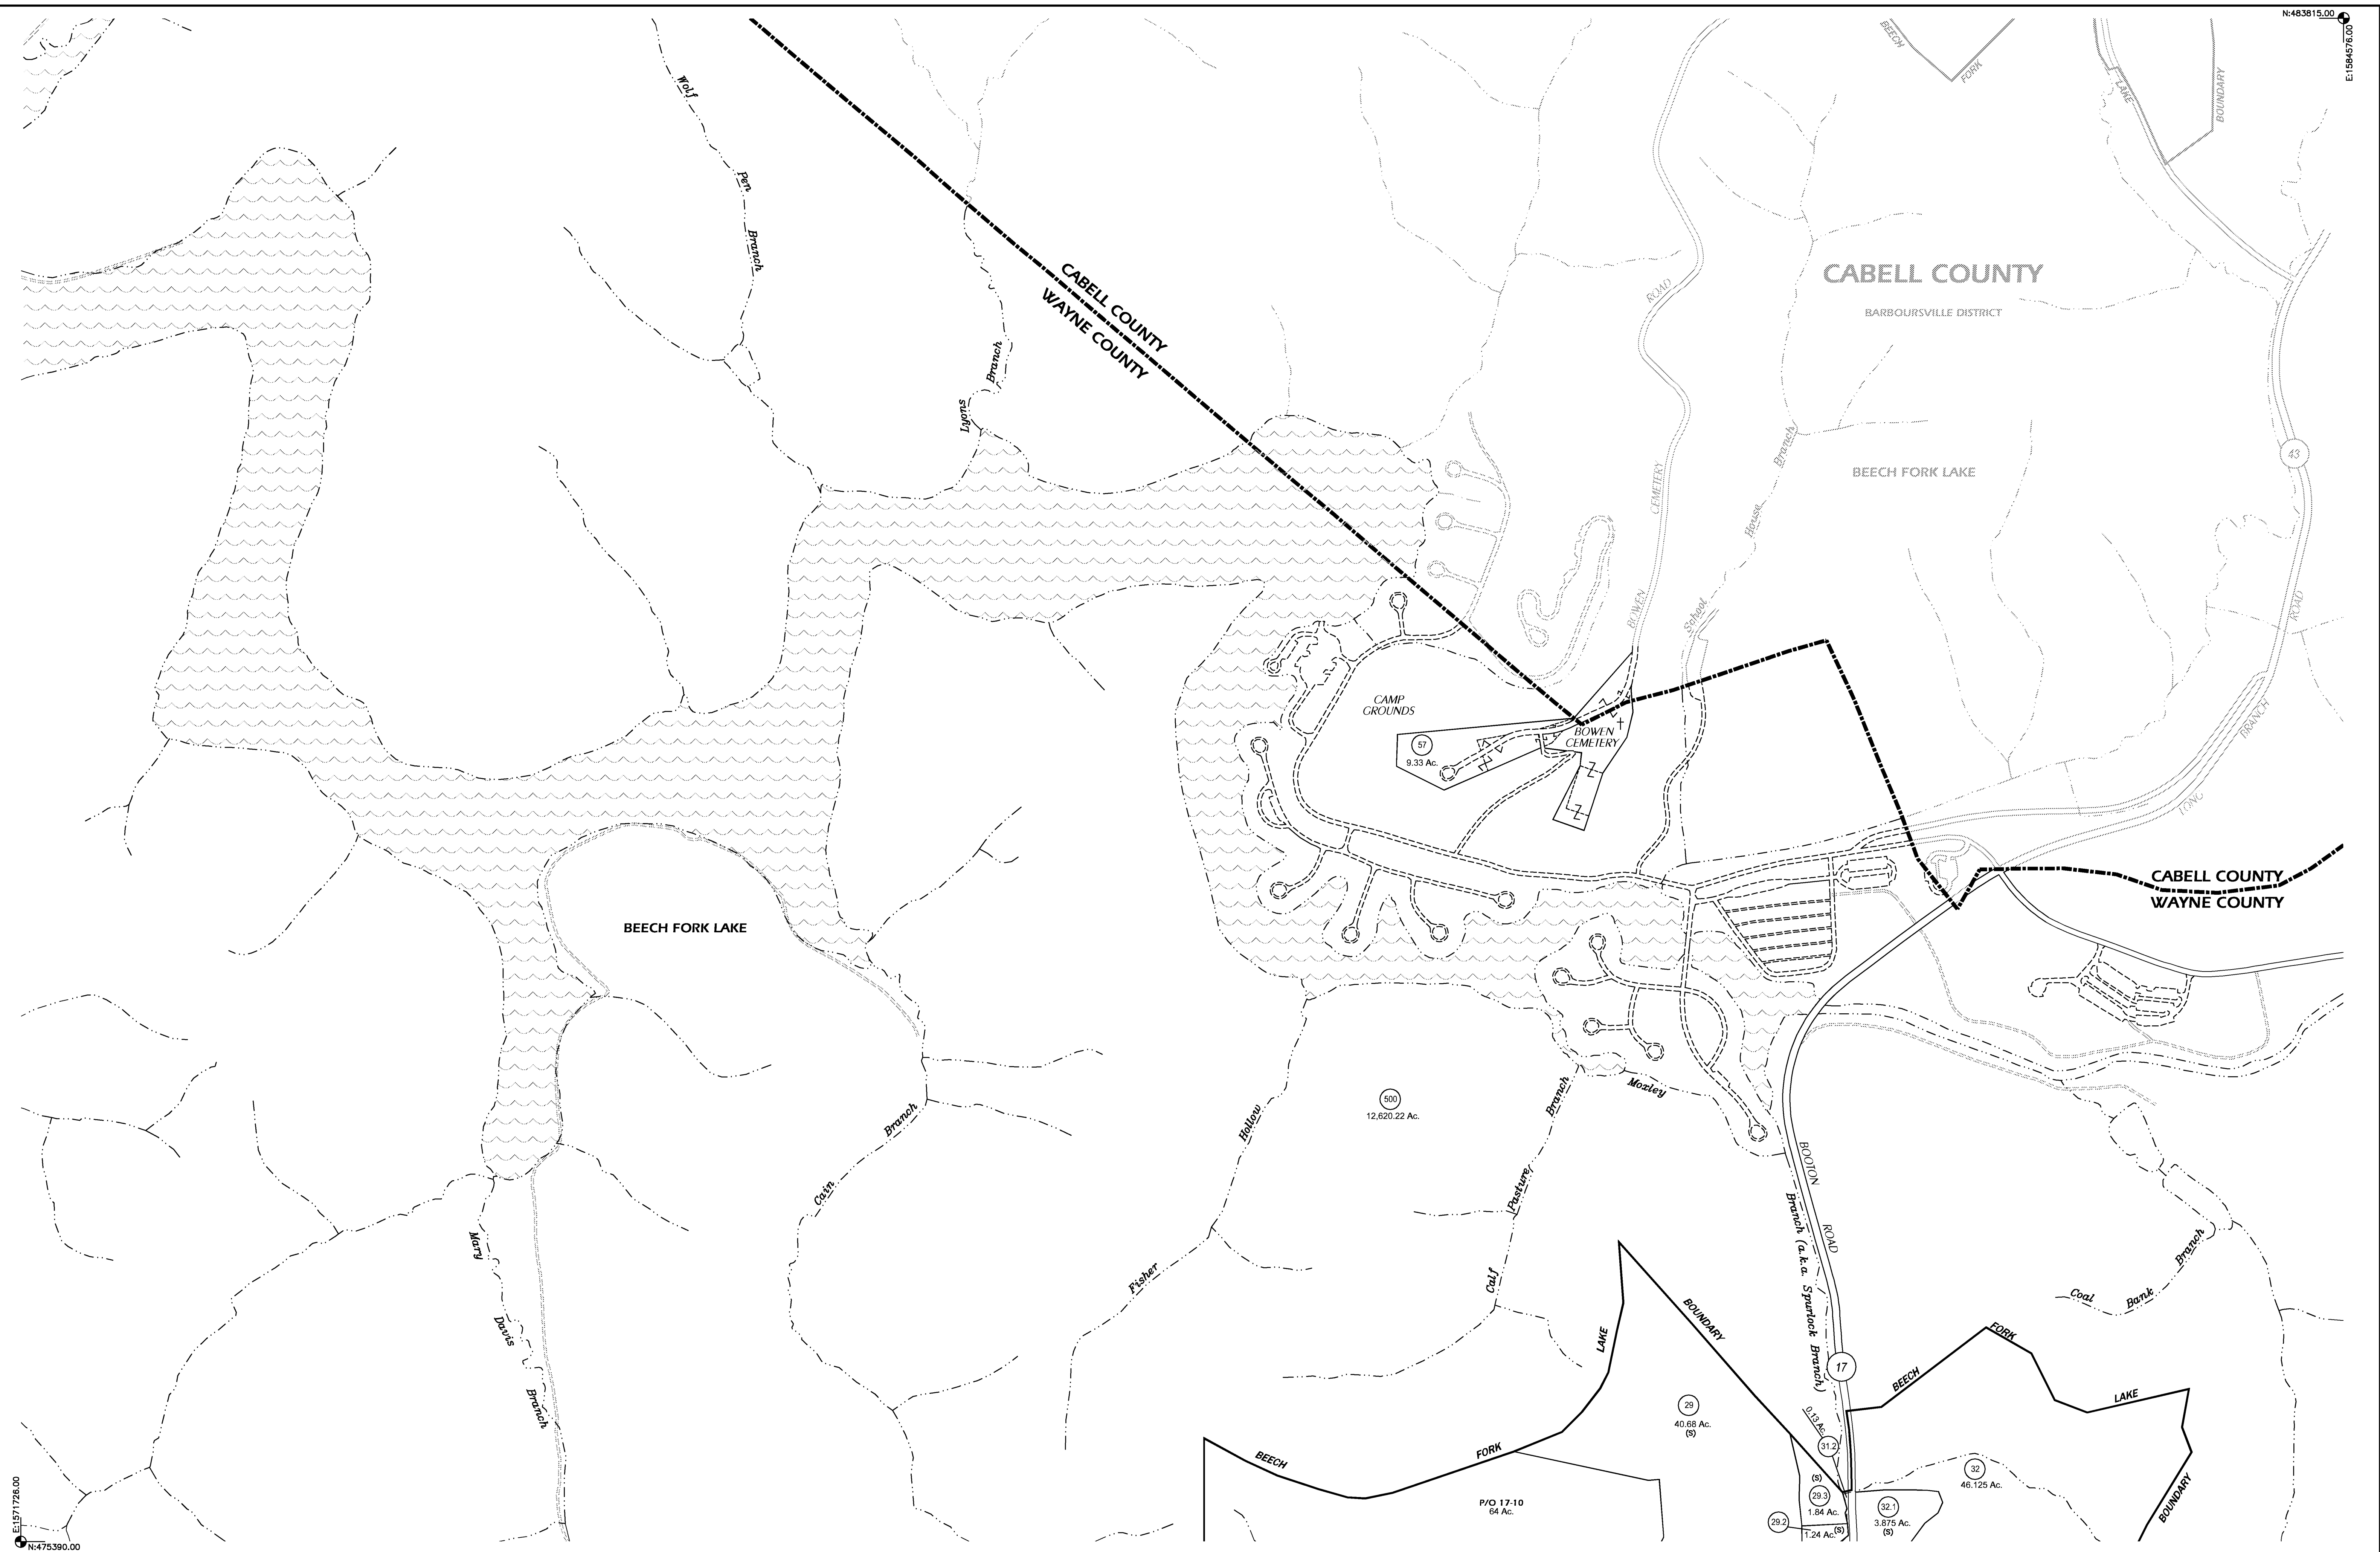 N:483815.00
E:1584576.00
BEECH
FORK
LAKE
BOUNDARY
Wolf
Pen
Branch
CABELL COUNTY
WAYNE COUNTY
ROAD
CABELL COUNTY
BARBOURSVILLE DISTRICT
Lyons
Branch
CEMETERY
BOWEN
School
House
Branch
BEECH FORK LAKE
43
ROAD
BRANCH
LONG
CAMP
GROUNDS
57
9.33 Ac.
BOWEN
CEMETERY
CABELL COUNTY
WAYNE COUNTY
BEECH FORK LAKE
500
12,620.22 Ac.
Moxley
Branch (a.k.a. Spurlock Branch)
BOOTON
ROAD
17
Hollow
Fisher
Branch
Pasture
Calf
Branch
Cain
Mary
Davis
Branch
Coal
Bank
Branch
LAKE
BOUNDARY
BEECH
FORK
LAKE
BOUNDARY
BEECH
FORK
29
40.68 Ac.
(S)
0.13 Ac.
31.2
(S)
29.3
1.84 Ac.
29.2
1.24 Ac.
(S)
32
46.125 Ac.
32.1
3.875 Ac.
(S)
P/O 17-10
64 Ac.
E:1571726.00
N:475390.00